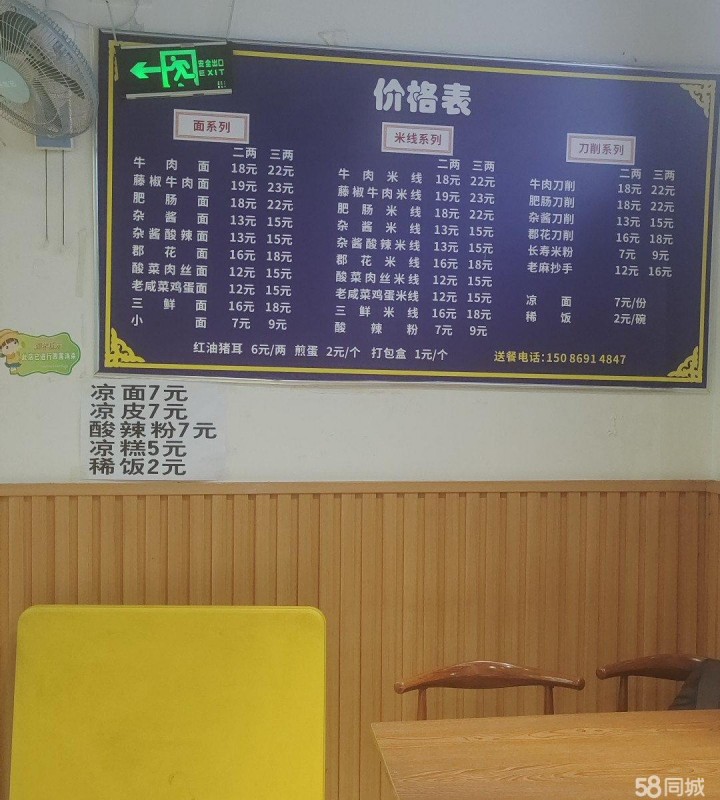 安全出口
EXIT
价格表
面系列
二两 三两
牛肉面 18元 22元
藤椒牛肉面 19元 23元
肥肠面 18元 22元
杂酱面 13元 15元
杂酱酸辣面 13元 15元
郡花面 16元 18元
酸菜肉丝面 12元 15元
老咸菜鸡蛋面 12元 15元
三鲜面 16元 18元
小面 7元 9元
米线系列
二两 三两
牛肉米线 18元 22元
藤椒牛肉米线 19元 23元
肥肠米线 18元 22元
杂酱米线 13元 15元
杂酱酸辣米线 13元 15元
郡花米线 16元 18元
酸菜肉丝米线 12元 15元
老咸菜鸡蛋米线 12元 15元
三鲜米线 16元 18元
酸辣粉 7元 9元
刀削系列
二两 三两
牛肉刀削 18元 22元
肥肠刀削 18元 22元
杂酱刀削 13元 15元
郡花刀削 16元 18元
长寿米粉 7元 9元
老麻抄手 12元 16元
凉面 7元/份
稀饭 2元/碗
红油猪耳 6元/两 煎蛋 2元/个 打包盒 1元/个
送餐电话:150 8691 4847
凉面7元
凉皮7元
酸辣粉7元
凉糕5元
稀饭2元
58同城